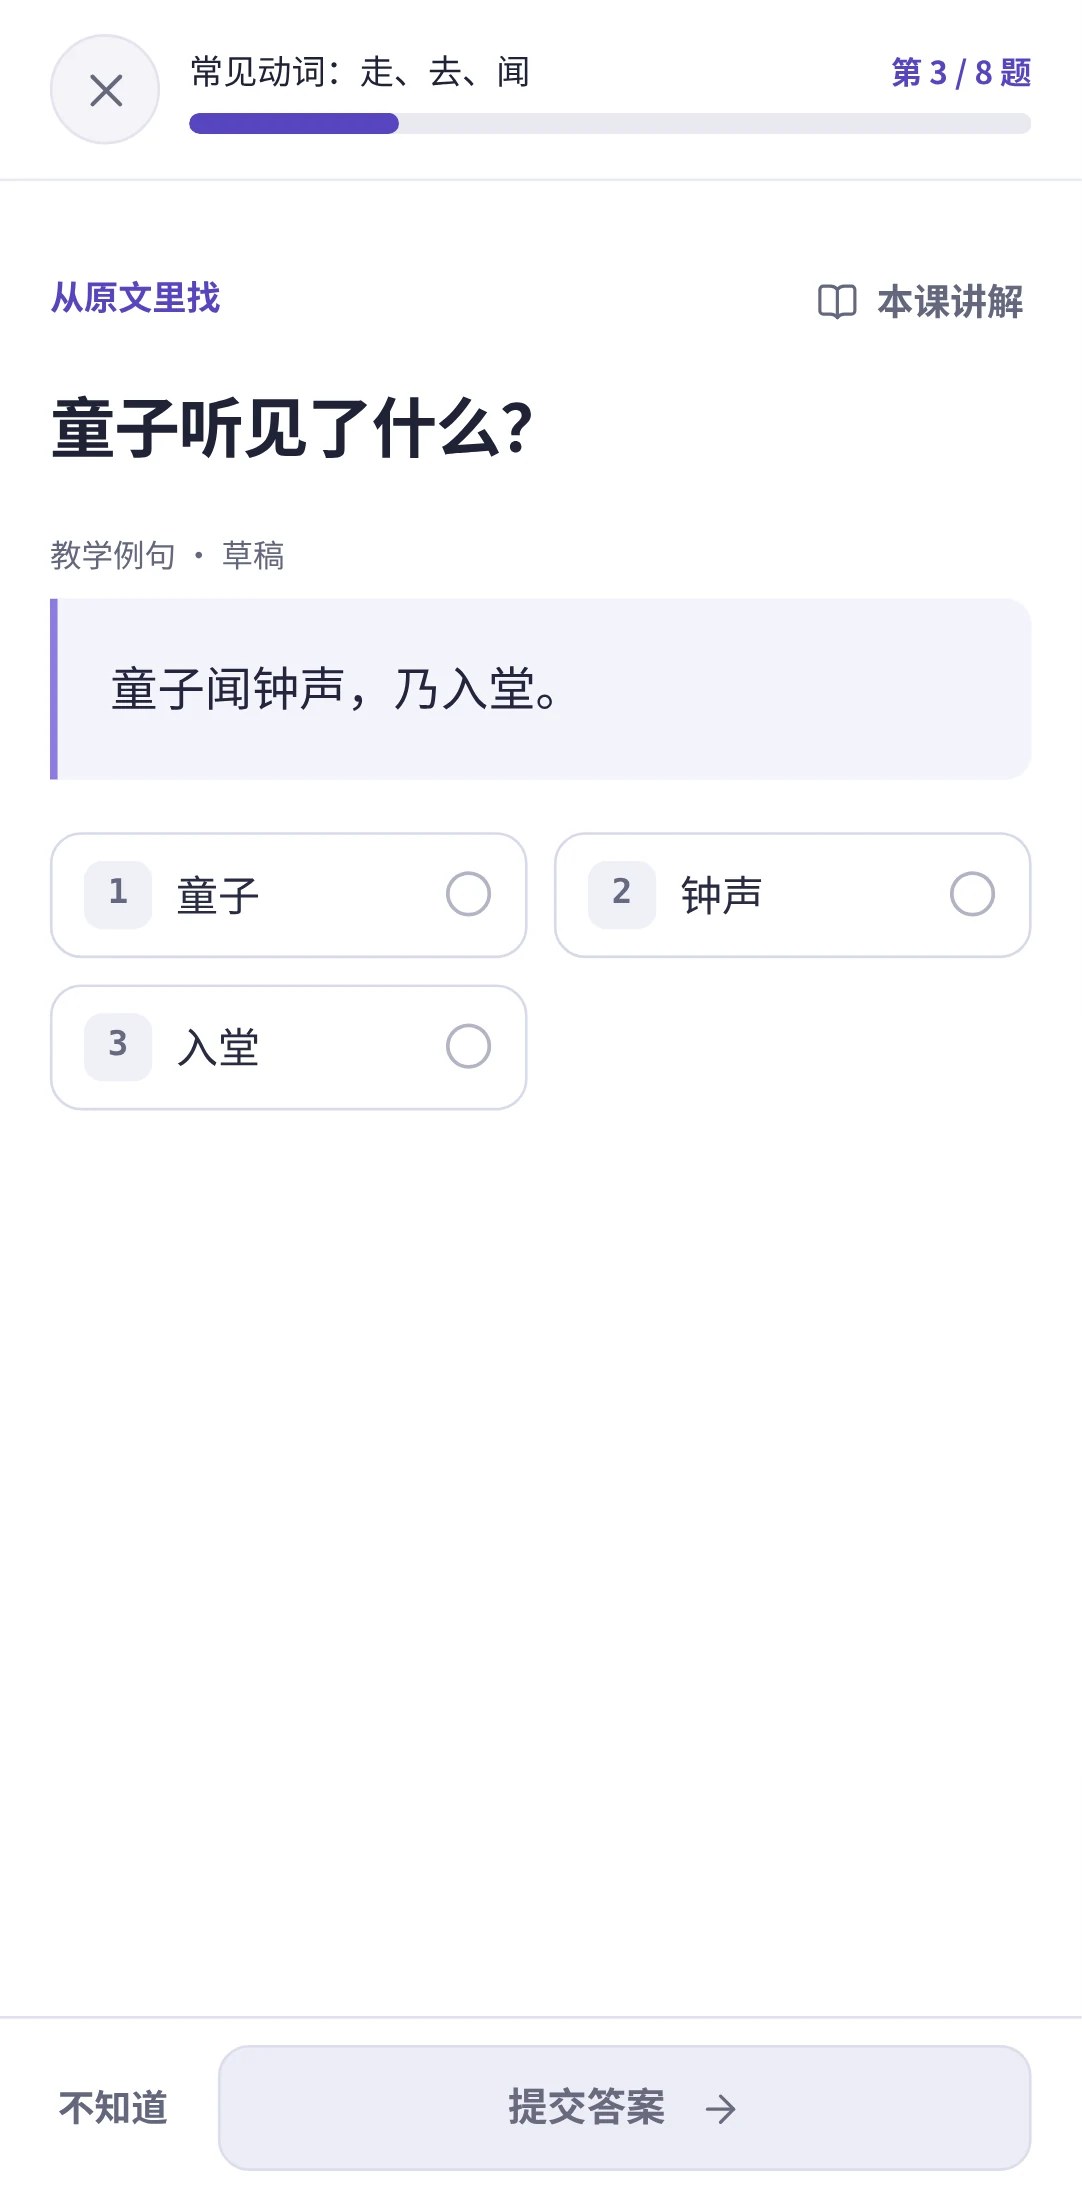 常见动词：走、去、闻
第 3 / 8 题
从原文里找
本课讲解
童子听见了什么？
教学例句 · 草稿
童子闻钟声，乃入堂。
1 童子
2 钟声
3 入堂
不知道
提交答案 →